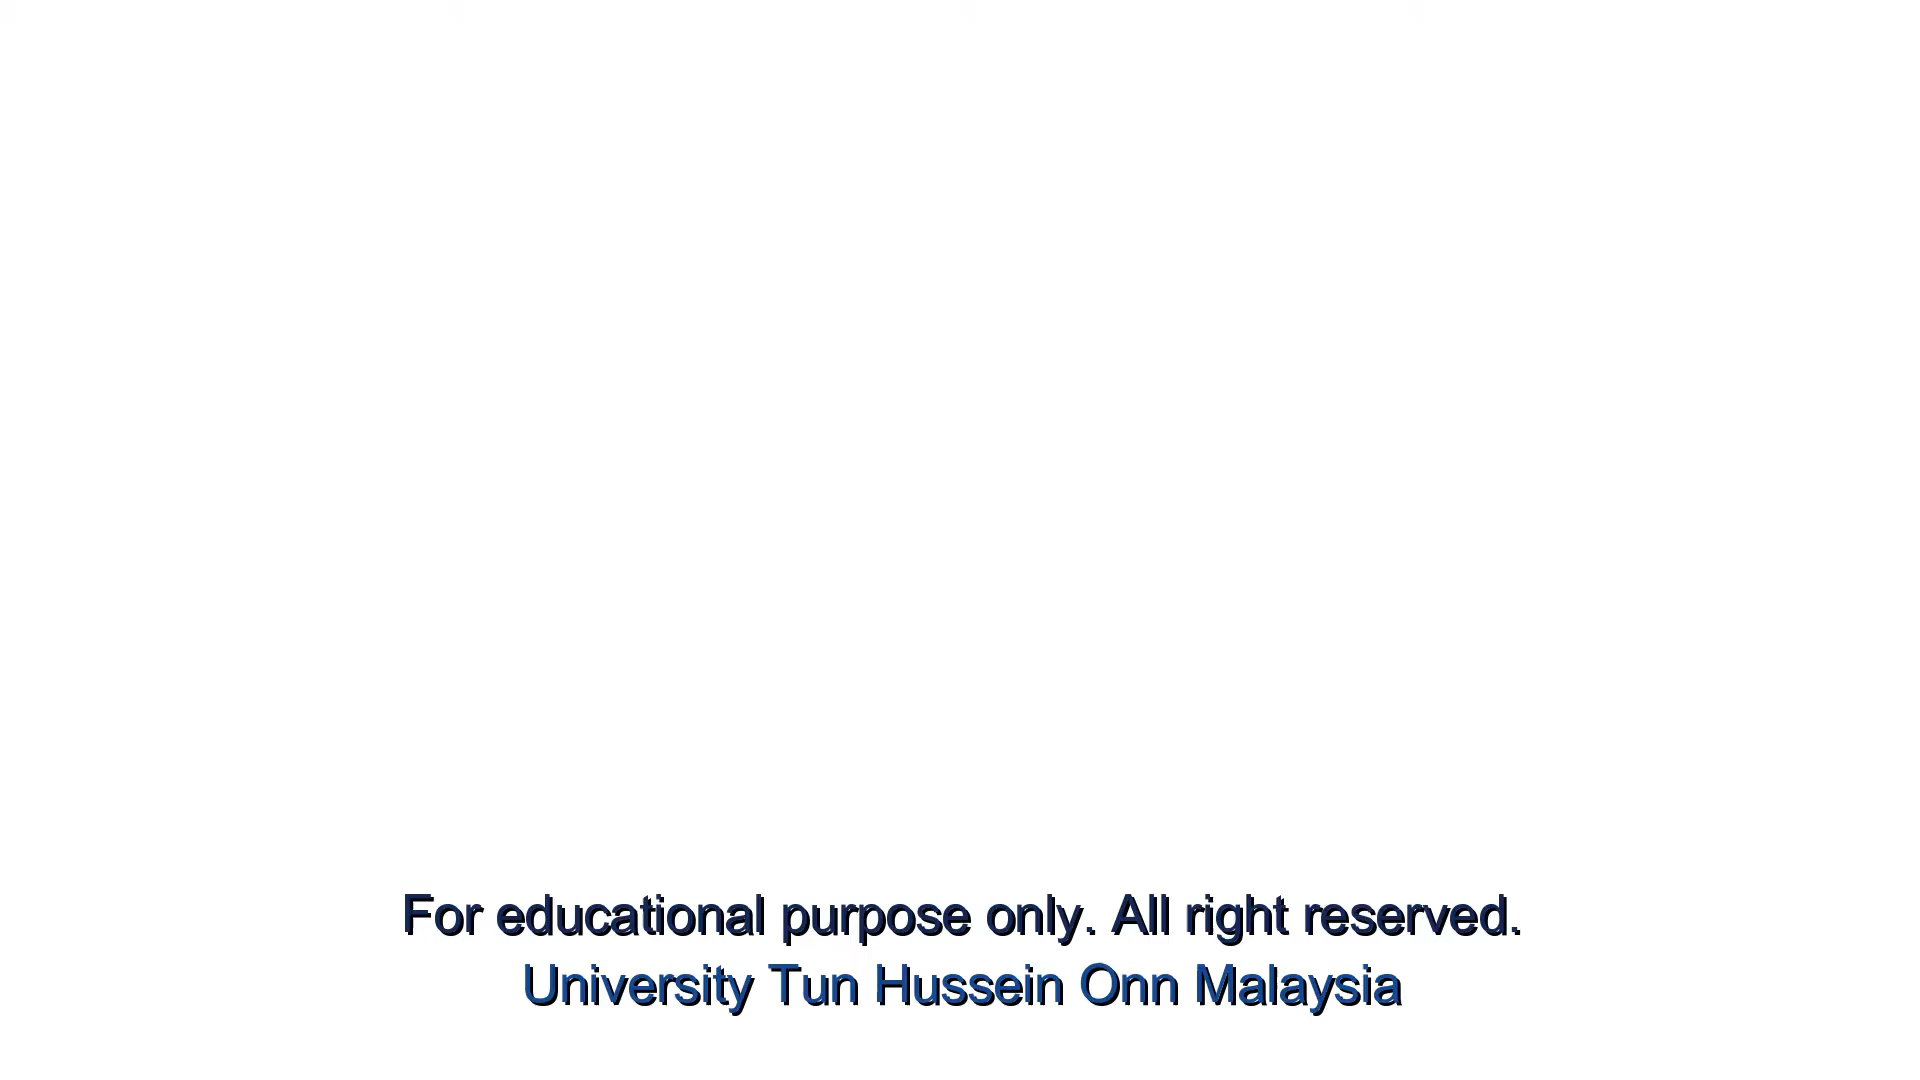 For educational purpose only. All right reserved.
University Tun Hussein Onn Malaysia